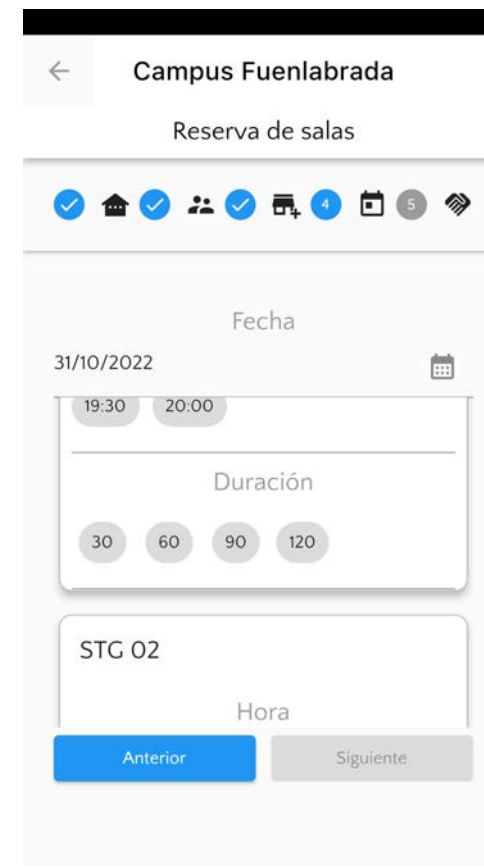 Campus Fuenlabrada
Reserva de salas
4 5
Fecha
31/10/2022
19:30 20:00
Duración
30 60 90 120
STG 02
Hora
Anterior Siguiente